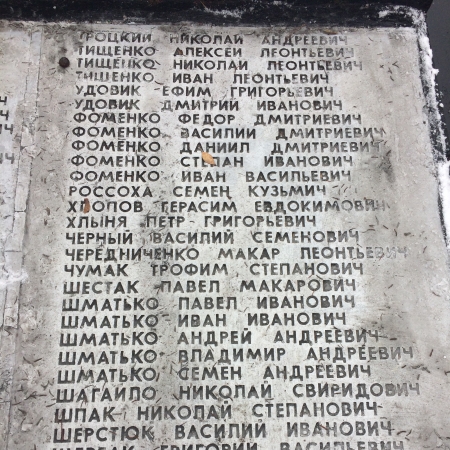 ТРОЦКИЙ НИКОЛАЙ АНДРЕЕВИЧ
ТИЩЕНКО АЛЕКСЕЙ ЛЕОНТЬЕВИЧ
ТИЩЕНКО НИКОЛАЙ ЛЕОНТЬЕВИЧ
ТИШЕНКО ИВАН ЛЕОНТЬЕВИЧ
УДОВИК ЕФИМ ГРИГОРЬЕВИЧ
УДОВИК ДМИТРИЙ ИВАНОВИЧ
ФОМЕНКО ФЕДОР ДМИТРИЕВИЧ
ФОМЕНКО ВАСИЛИЙ ДМИТРИЕВИЧ
ФОМЕНКО ДАНИИЛ ДМИТРИЕВИЧ
ФОМЕНКО СТЕПАН ИВАНОВИЧ
ФОМЕНКО ИВАН ВАСИЛЬЕВИЧ
РОССОХА СЕМЕН КУЗЬМИЧ
ХЛОПОВ ГЕРАСИМ ЕВДОКИМОВИЧ
ХЛЫНЯ ПЕТР ГРИГОРЬЕВИЧ
ЧЕРНЫЙ ВАСИЛИЙ СЕМЕНОВИЧ
ЧЕРЕДНИЧЕНКО МАКАР ЛЕОНТЬЕВИЧ
ЧУМАК ТРОФИМ СТЕПАНОВИЧ
ШЕСТАК ПАВЕЛ МАКАРОВИЧ
ШМАТЬКО ПАВЕЛ ИВАНОВИЧ
ШМАТЬКО ИВАН ИВАНОВИЧ
ШМАТЬКО АНДРЕЙ АНДРЕЕВИЧ
ШМАТЬКО ВЛАДИМИР АНДРЕЕВИЧ
ШМАТЬКО СЕМЕН АНДРЕЕВИЧ
ШАГАЙЛО НИКОЛАЙ СВИРИДОВИЧ
ШПАК НИКОЛАЙ СТЕПАНОВИЧ
ШЕРСТЮК ВАСИЛИЙ ИВАНОВИЧ
ГРИГОРИЙ ВАСИЛЬЕВИЧ